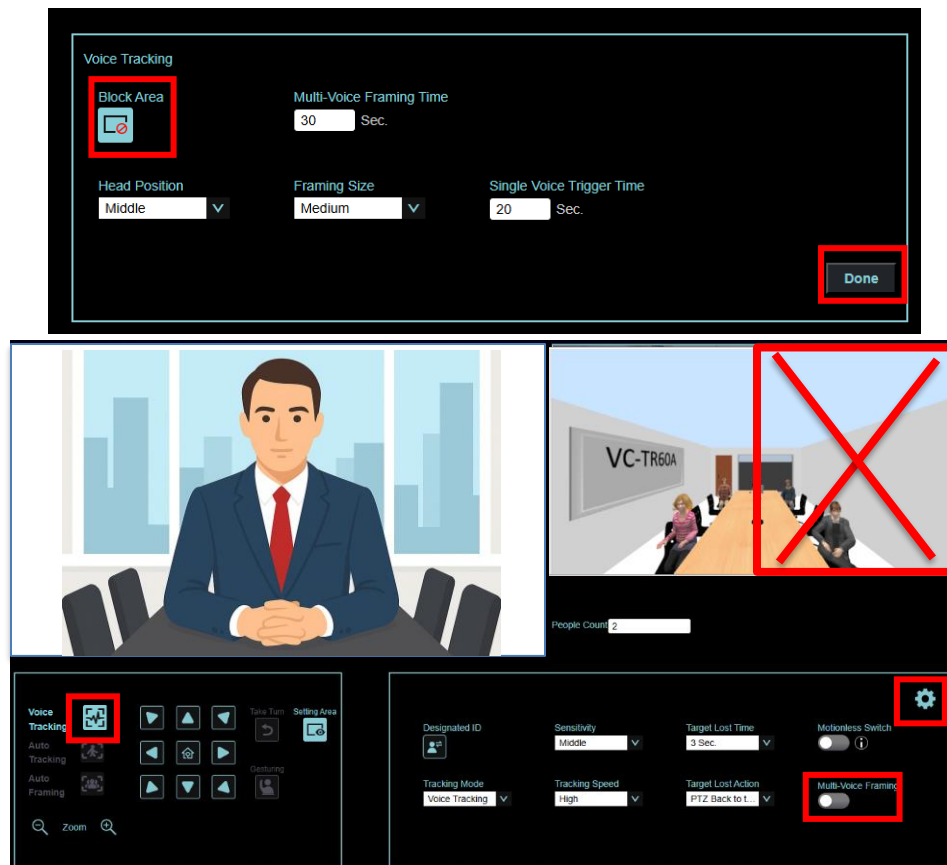 Voice Tracking
Block Area
Multi-Voice Framing Time
30 Sec.
Head Position
Framing Size
Single Voice Trigger Time
Middle
Medium
20 Sec.
Done
VC-TR60A
People Count 2
Voice
Tracking
Auto
Tracking
Auto
Framing
Take Turn
Setting Area
Gesturing
Zoom
Designated ID
Sensitivity
Target Lost Time
Motionless Switch
Middle
3 Sec.
Tracking Mode
Tracking Speed
Target Lost Action
Multi-Voice Framing
Voice Tracking
High
PTZ Back to t...